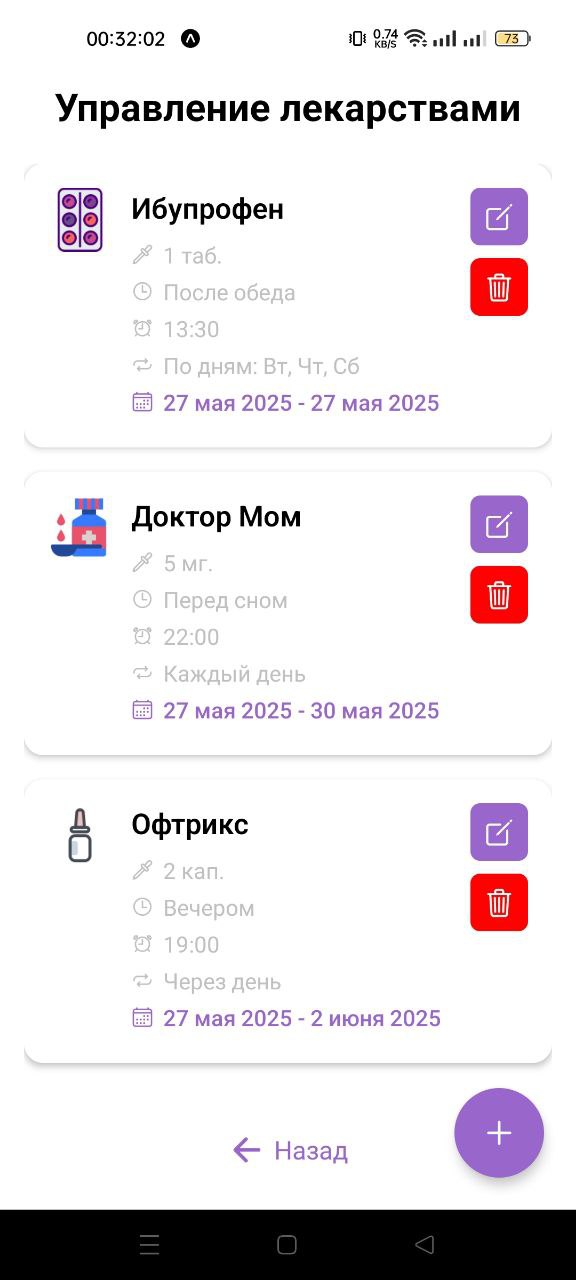 00:32:02
0.74 KB/S
73
Управление лекарствами
Ибупрофен
1 таб.
После обеда
13:30
По дням: Вт, Чт, Сб
27 мая 2025 - 27 мая 2025
Доктор Мом
5 мг.
Перед сном
22:00
Каждый день
27 мая 2025 - 30 мая 2025
Офтрикс
2 кап.
Вечером
19:00
Через день
27 мая 2025 - 2 июня 2025
Назад